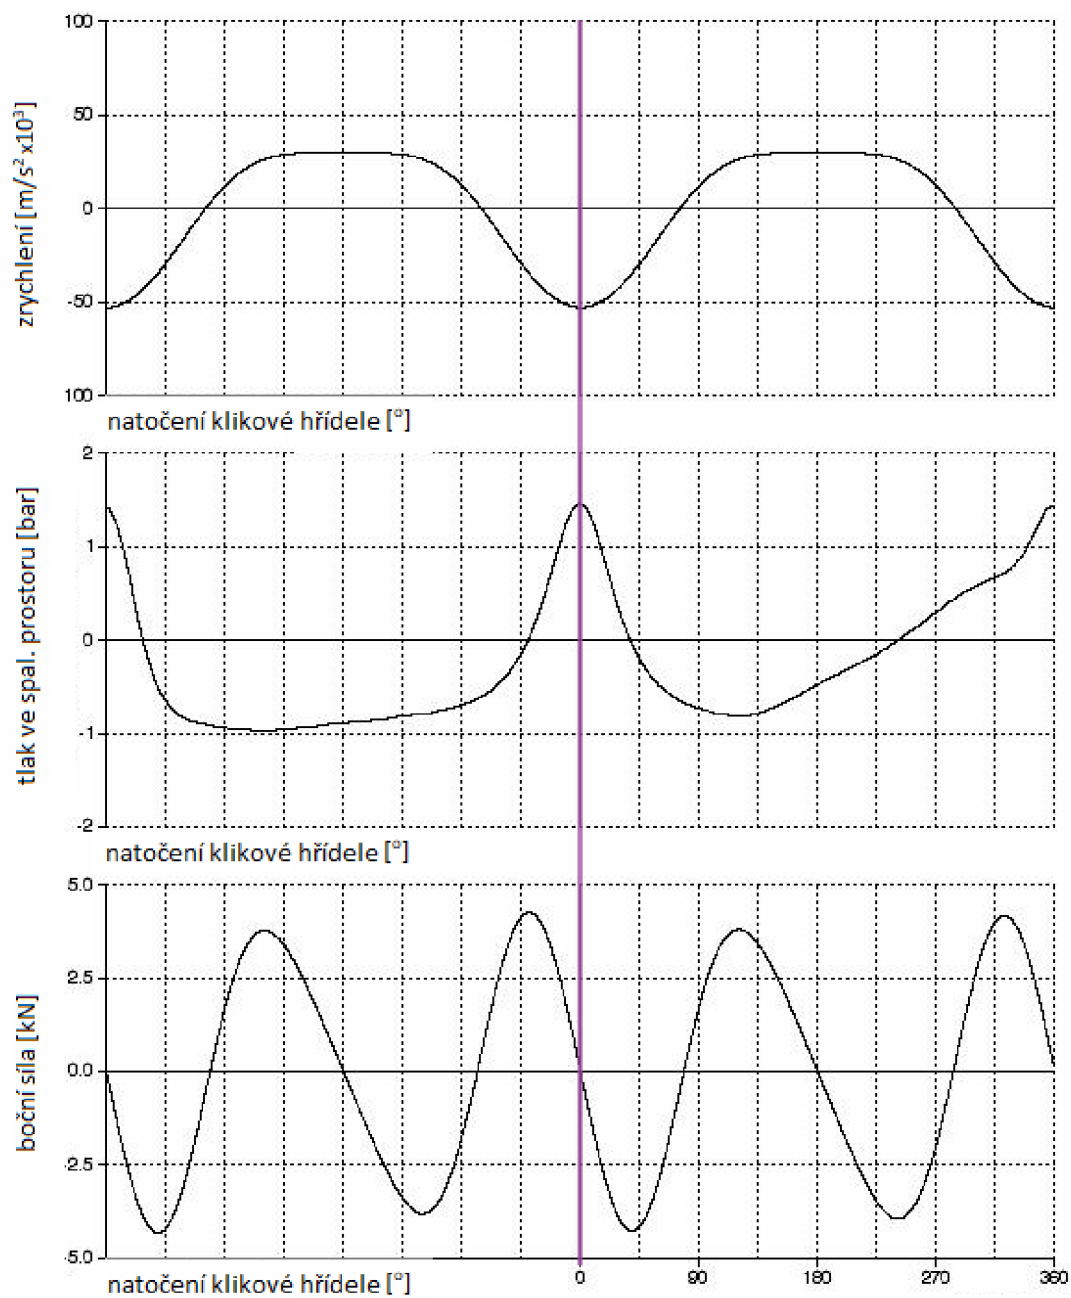 100
50
0
-50
100
zrychlení [m/s² x10³]
natočení klikové hřídele [°]
2
1
0
-1
-2
tlak ve spal. prostoru [bar]
natočení klikové hřídele [°]
5.0
2.5
0.0
-2.5
-5.0
boční síla [kN]
natočení klikové hřídele [°]
0 90 180 270 360